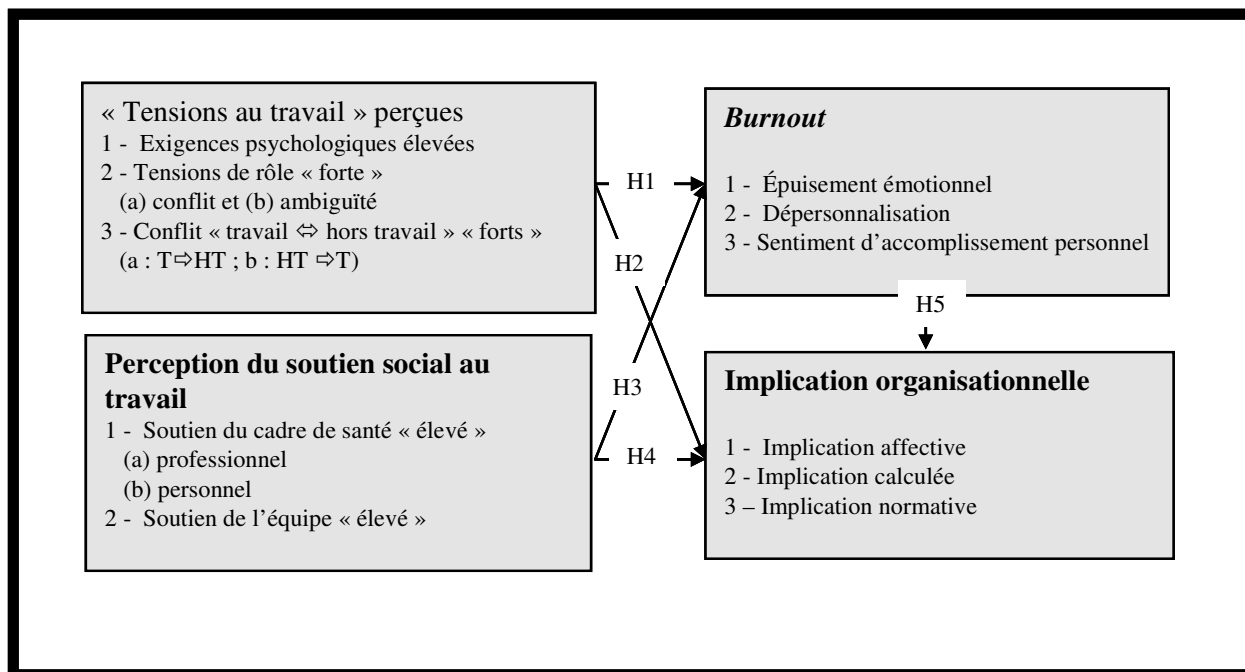 « Tensions au travail » perçues
1 - Exigences psychologiques élevées
2 - Tensions de rôle « forte »
(a) conflit et (b) ambiguïté
3 - Conflit « travail ⇔ hors travail » « forts »
(a : T⇨HT ; b : HT ⇨T)
Perception du soutien social au
travail
1 - Soutien du cadre de santé « élevé »
(a) professionnel
(b) personnel
2 - Soutien de l’équipe « élevé »
H1
H2
H3
H4
Burnout
1 - Épuisement émotionnel
2 - Dépersonnalisation
3 - Sentiment d’accomplissement personnel
H5
Implication organisationnelle
1 - Implication affective
2 - Implication calculée
3 – Implication normative